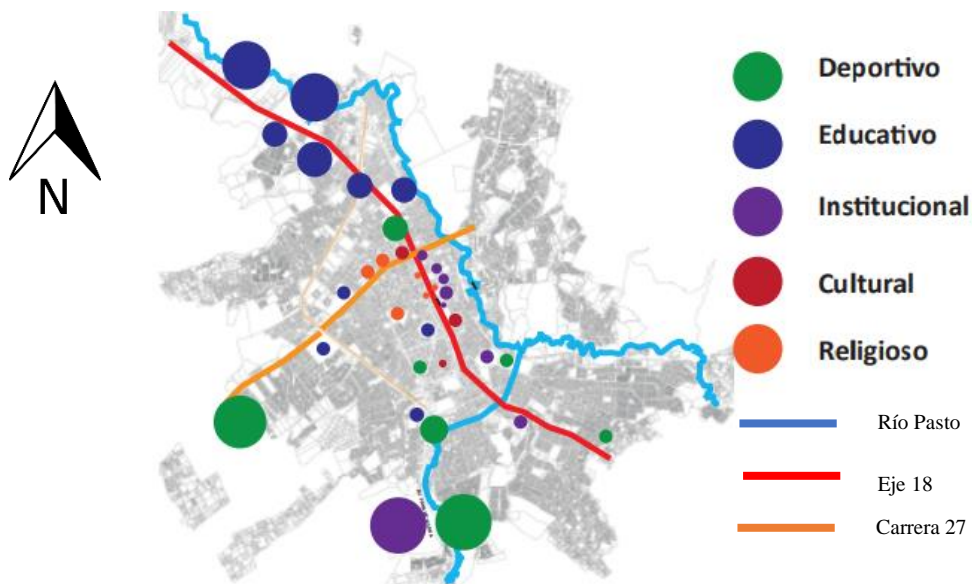 N
Deportivo
Educativo
Institucional
Cultural
Religioso
Río Pasto
Eje 18
Carrera 27